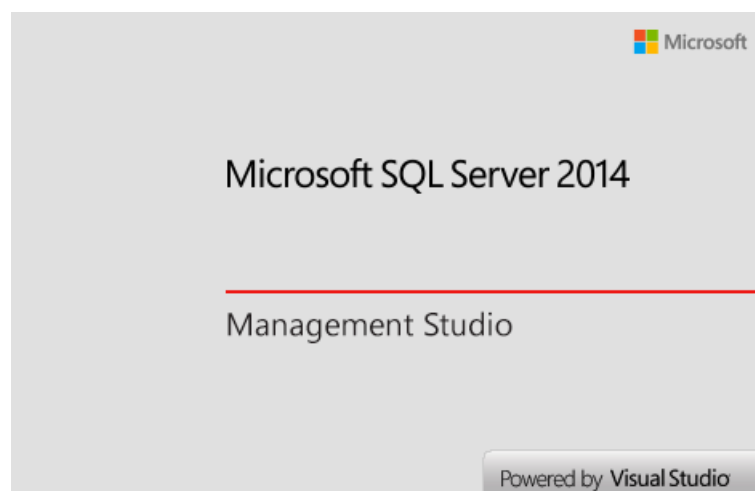 Microsoft
Microsoft SQL Server 2014
Management Studio
Powered by Visual Studio